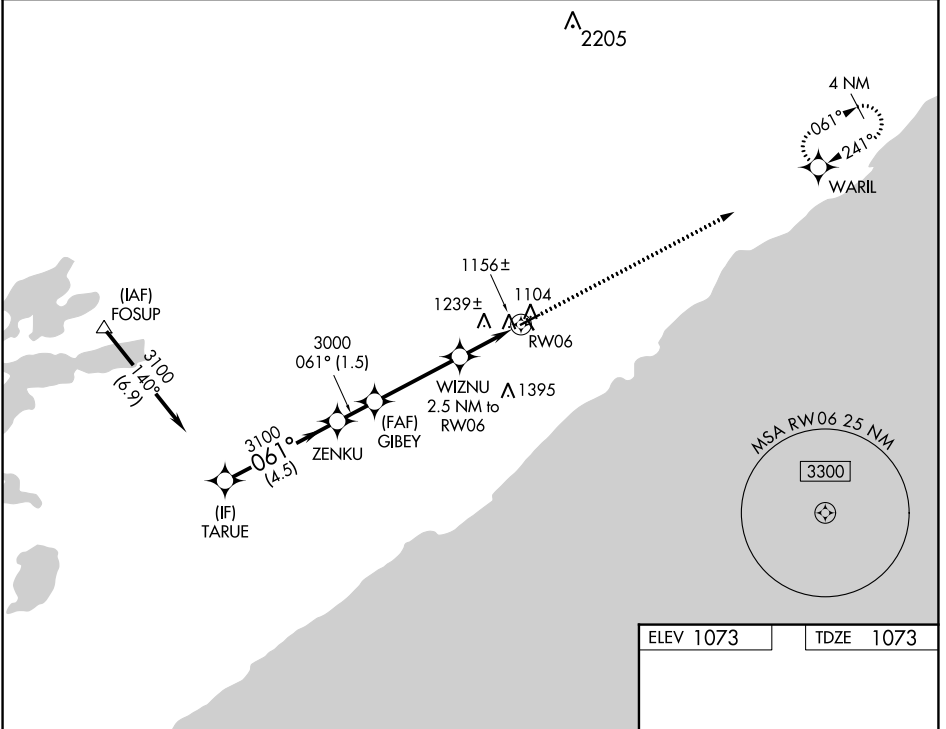 2205
4 NM
061°
241°
WARIL
(IAF)
FOSUP
3100
140°
(6.9)
1156±
1104
1239±
RW06
3000
061° (1.5)
WIZNU
2.5 NM to
RW06
1395
(FAF)
GIBEY
ZENKU
3100
061°
(4.5)
(IF)
TARUE
MSA RW06 25 NM
3300
ELEV 1073
TDZE 1073